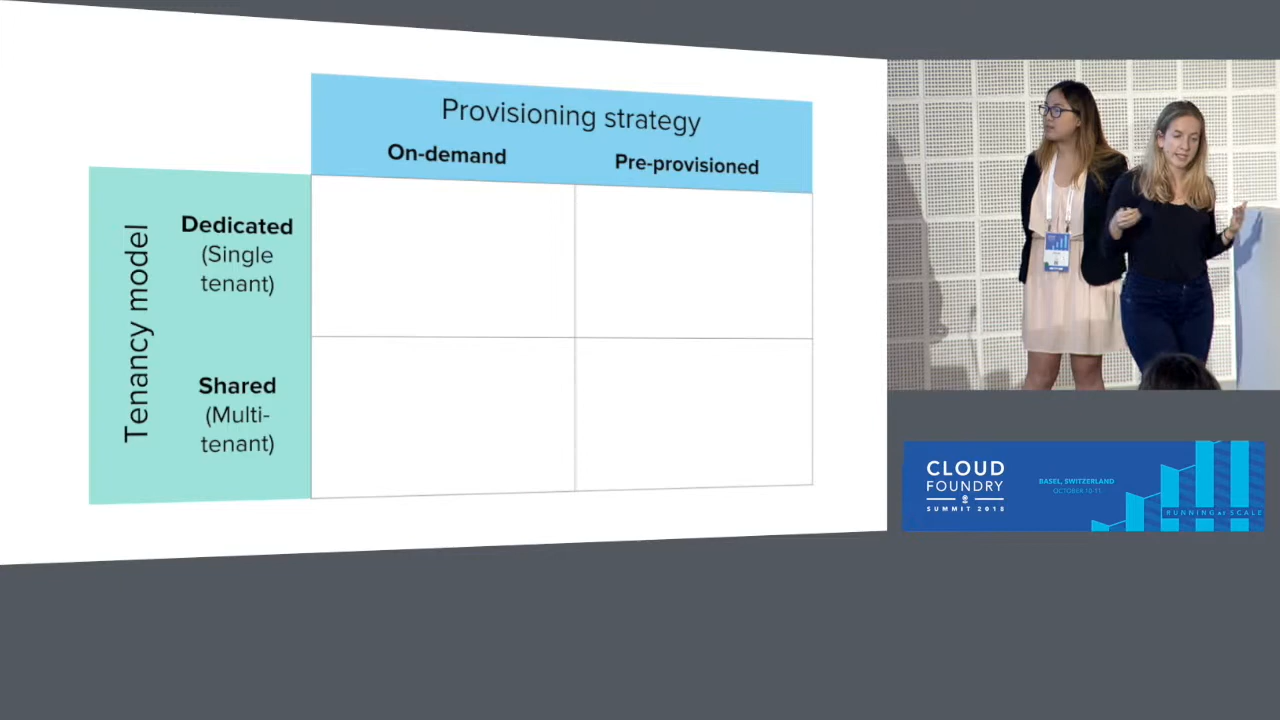 Provisioning strategy
On-demand
Pre-provisioned
Tenancy model
Dedicated
(Single
tenant)
Shared
(Multi-
tenant)
CLOUD
FOUNDRY
SUMMIT 2018
BASEL, SWITZERLAND
OCTOBER 10-11
RUNNING AT SCALE